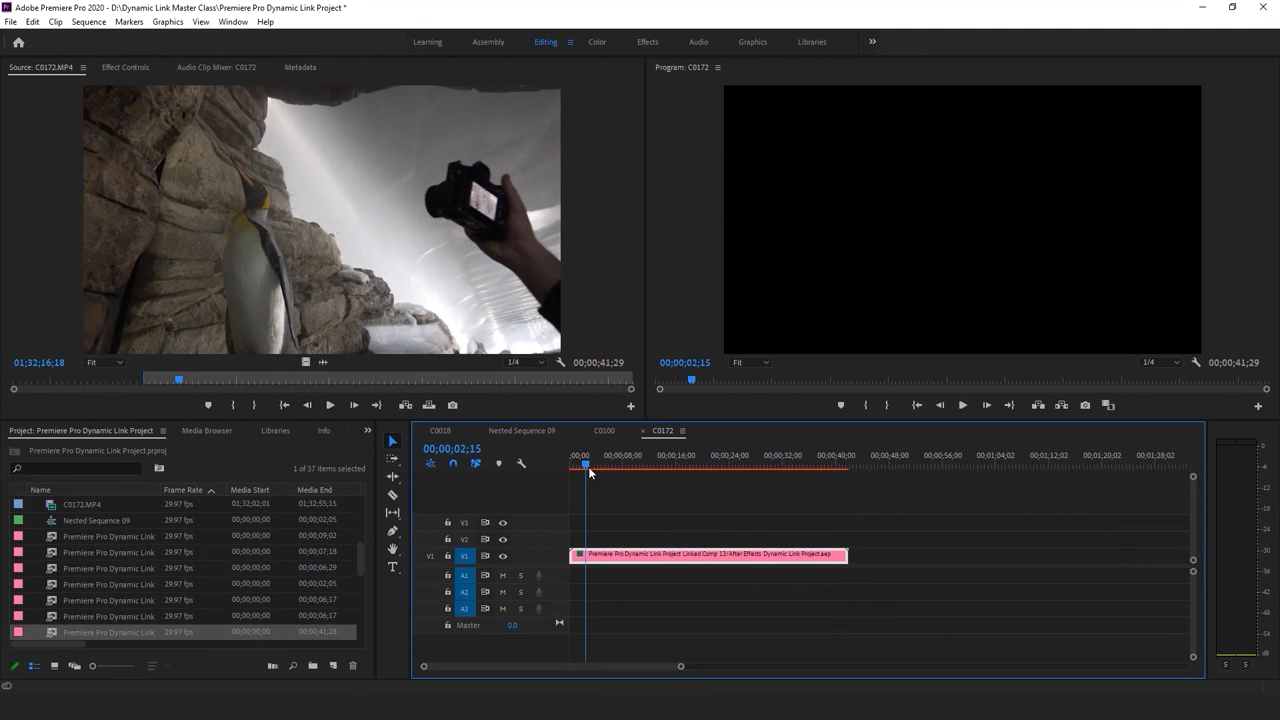 Adobe Premiere Pro 2020 - D:\Dynamic Link Master Class\Premiere Pro Dynamic Link Project *
File Edit Clip Sequence Markers Graphics View Window Help
Learning Assembly Editing Color Effects Audio Graphics Libraries
Source: C0172.MP4 Effect Controls Audio Clip Mixer: C0172 Metadata
Program: C0172
01;32;16;18 Fit 1/4 00;00;41;29
00;00;02;15 Fit 1/4 00;00;41;29
Project: Premiere Pro Dynamic Link Project Media Browser Libraries Info
Premiere Pro Dynamic Link Project.prproj
1 of 37 items selected
Name Frame Rate Media Start Media End
C0172.MP4 29.97 fps 01;32;02;01 01;32;55;15
Nested Sequence 09 29.97 fps 00;00;00;00 00;00;02;05
Premiere Pro Dynamic Link 29.97 fps 00;00;00;00 00;00;09;02
Premiere Pro Dynamic Link 29.97 fps 00;00;00;00 00;00;07;18
Premiere Pro Dynamic Link 29.97 fps 00;00;00;00 00;00;06;29
Premiere Pro Dynamic Link 29.97 fps 00;00;00;00 00;00;02;05
Premiere Pro Dynamic Link 29.97 fps 00;00;00;00 00;00;06;17
Premiere Pro Dynamic Link 29.97 fps 00;00;00;00 00;00;06;17
Premiere Pro Dynamic Link 29.97 fps 00;00;00;00 00;00;41;28
C0018 Nested Sequence 09 C0100 × C0172
00;00;02;15
;00;00 00;00;08;00 00;00;16;00 00;00;24;00 00;00;32;00 00;00;40;00 00;00;48;00 00;00;56;00 00;01;04;02 00;01;12;02 00;01;20;02 00;01;28;02
V3
V2
V1 V1 Premiere Pro Dynamic Link Project Linked Comp 13/After Effects Dynamic Link Project.aep
A1 M S
A2 M S
A3 M S
Master 0.0
0
-6
-12
-18
-24
-30
-36
-42
-48
-54
dB
S S